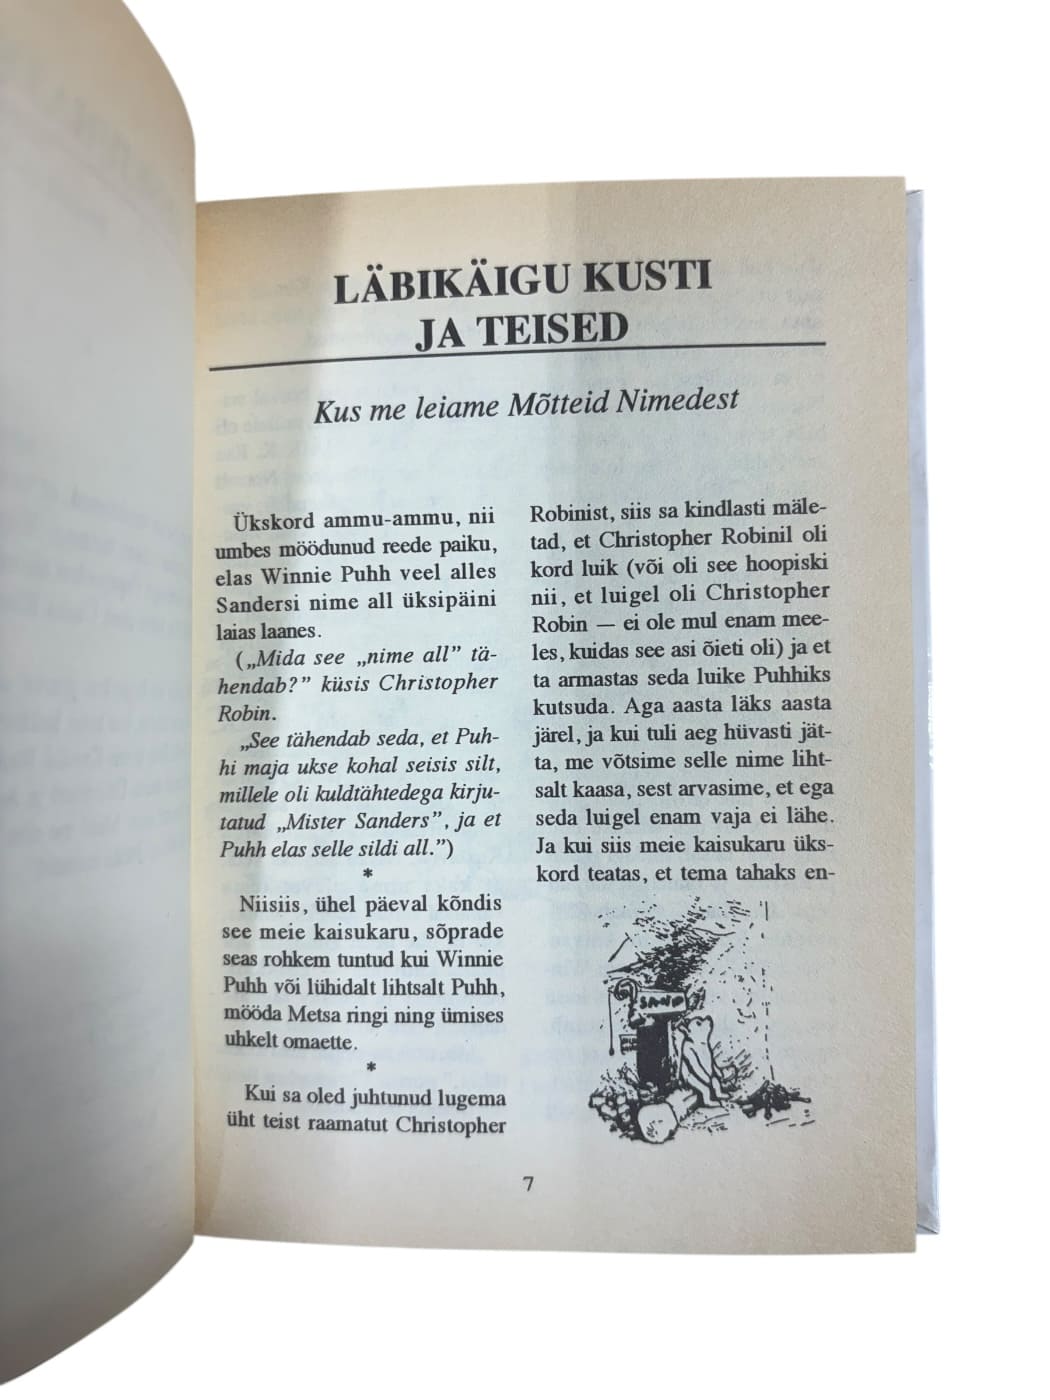 LÄBIKÄIGU KUSTI
JA TEISED
Kus me leiame Mõtteid Nimedest
Ükskord ammu-ammu, nii
umbes möödunud reede paiku,
elas Winnie Puhh veel alles
Sandersi nime all üksipäini
laias laanes.
(„Mida see „nime all” tä-
hendab?” küsis Christopher
Robin.
„See tähendab seda, et Puh-
hi maja ukse kohal seisis silt,
millele oli kuldtähtedega kirju-
tatud „Mister Sanders”, ja et
Puhh elas selle sildi all.”)
*
Niisiis, ühel päeval kõndis
see meie kaisukaru, sõprade
seas rohkem tuntud kui Winnie
Puhh või lühidalt lihtsalt Puhh,
mööda Metsa ringi ning ümises
uhkelt omaette.
*
Kui sa oled juhtunud lugema
üht teist raamatut Christopher
Robinist, siis sa kindlasti mäle-
tad, et Christopher Robinil oli
kord luik (või oli see hoopiski
nii, et luigel oli Christopher
Robin — ei ole mul enam mee-
les, kuidas see asi õieti oli) ja et
ta armastas seda luike Puhhiks
kutsuda. Aga aasta läks aasta
järel, ja kui tuli aeg hüvasti jät-
ta, me võtsime selle nime liht-
salt kaasa, sest arvasime, et ega
seda luigel enam vaja ei lähe.
Ja kui siis meie kaisukaru üks-
kord teatas, et tema tahaks en-
SAND
7